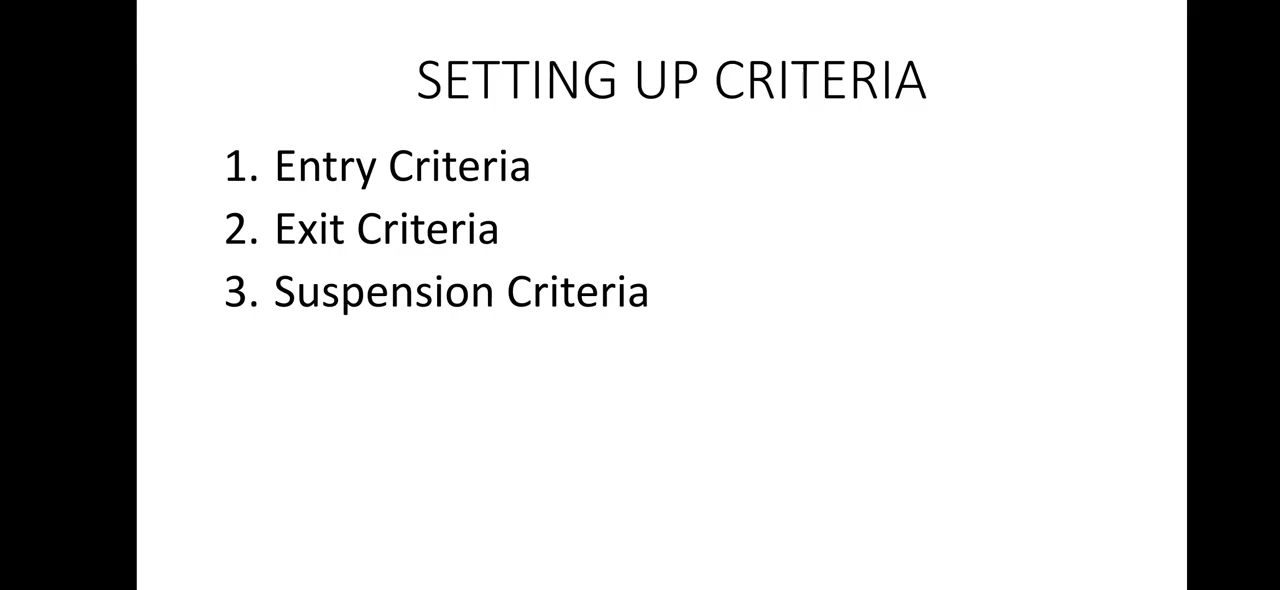 SETTING UP CRITERIA
1. Entry Criteria
2. Exit Criteria
3. Suspension Criteria